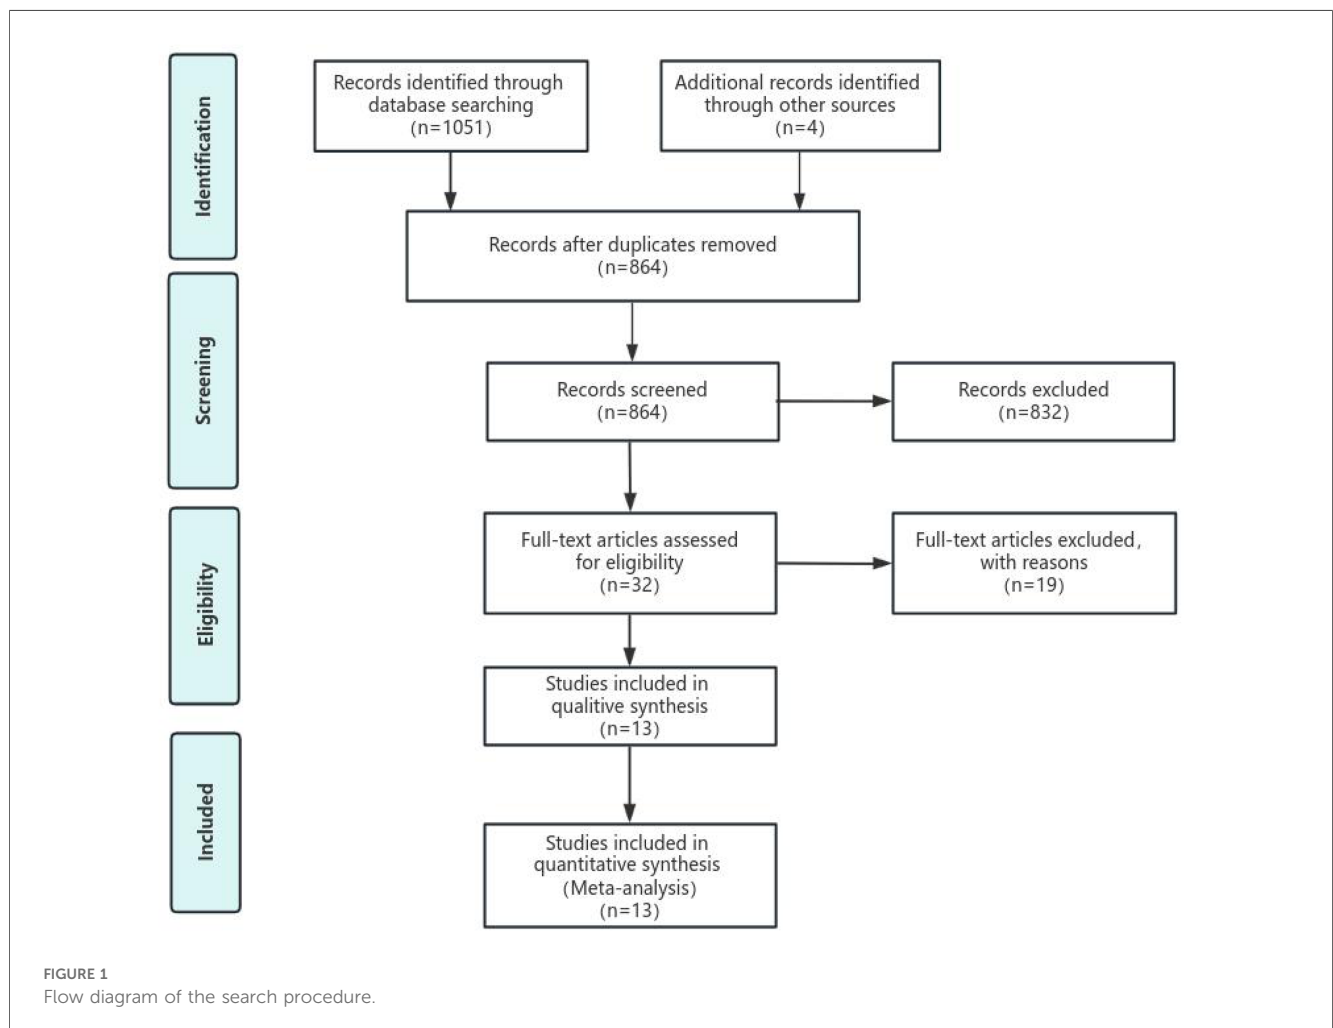 Identification
Records identified through
database searching
(n=1051)
Additional records identified
through other sources
(n=4)
Records after duplicates removed
(n=864)
Screening
Records screened
(n=864)
Records excluded
(n=832)
Eligibility
Full-text articles assessed
for eligibility
(n=32)
Full-text articles excluded,
with reasons
(n=19)
Studies included in
qualitive synthesis
(n=13)
Included
Studies included in
quantitative synthesis
(Meta-analysis)
(n=13)
FIGURE 1
Flow diagram of the search procedure.